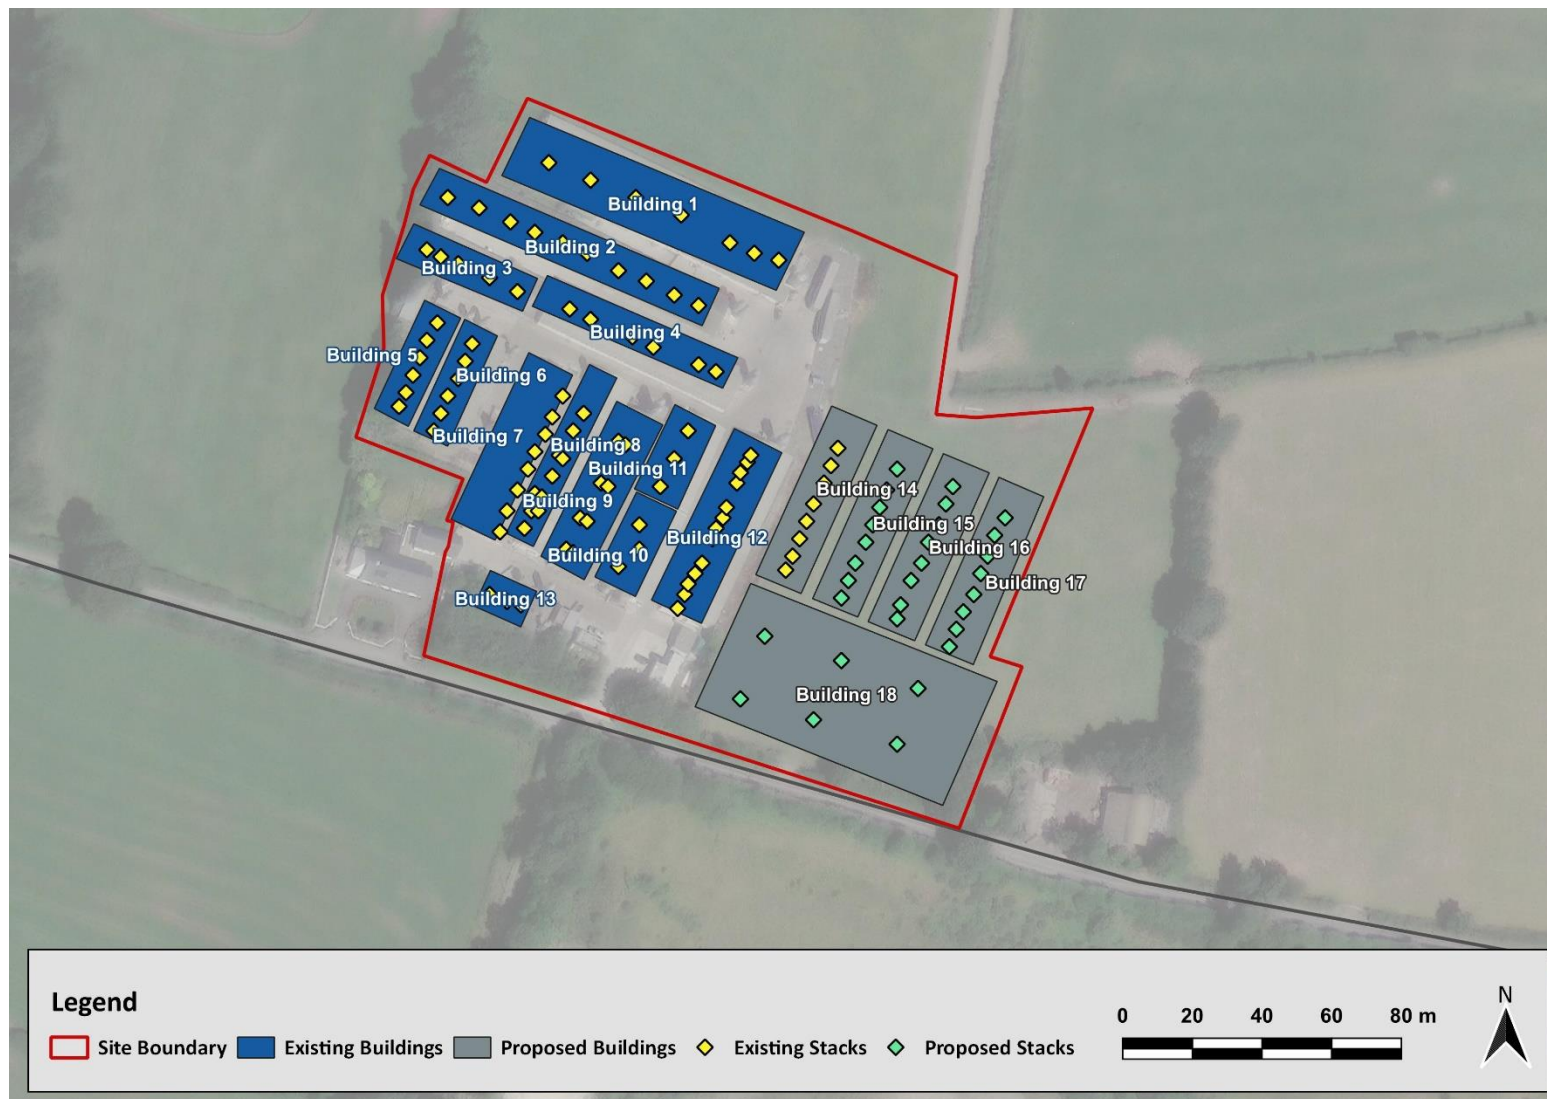 Building 1
Building 2
Building 3
Building 4
Building 5
Building 6
Building 7
Building 8
Building 11
Building 9
Building 10
Building 12
Building 13
Building 14
Building 15
Building 16
Building 17
Building 18
Legend
Site Boundary Existing Buildings Proposed Buildings Existing Stacks Proposed Stacks
0 20 40 60 80 m
N